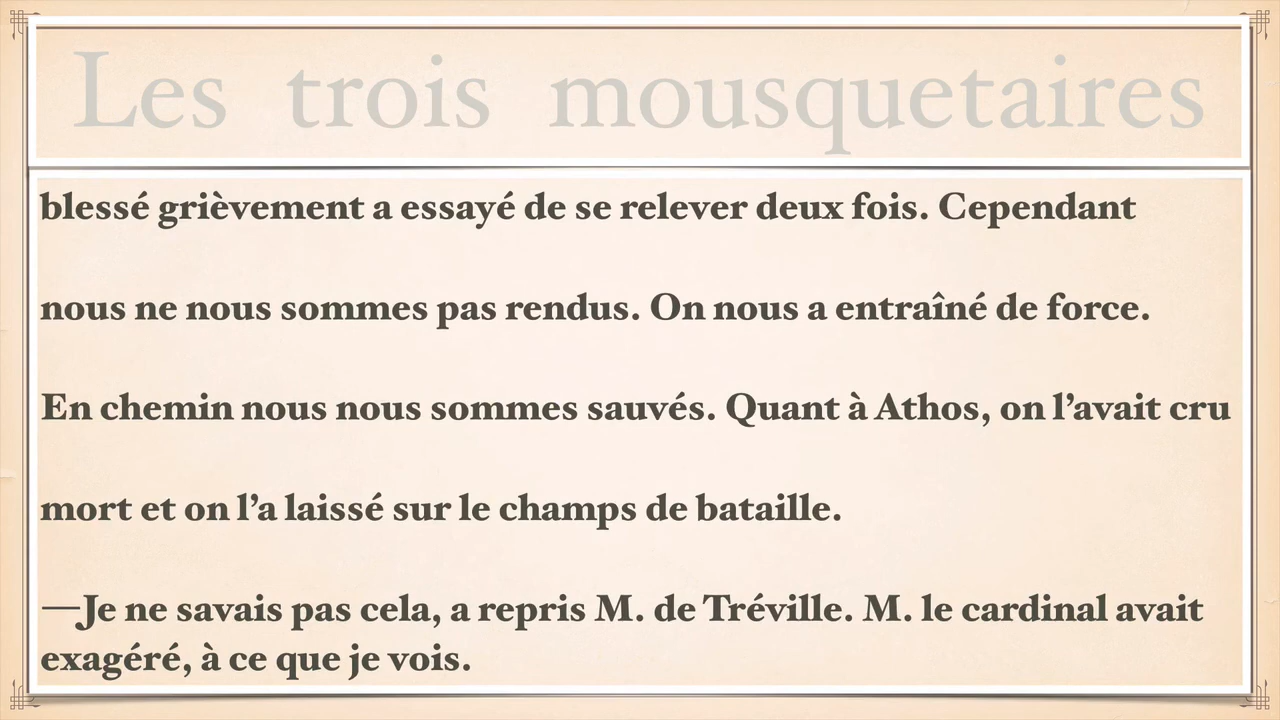 Les trois mousquetaires
blessé grièvement a essayé de se relever deux fois. Cependant
nous ne nous sommes pas rendus. On nous a entraîné de force.
En chemin nous nous sommes sauvés. Quant à Athos, on l’avait cru
mort et on l’a laissé sur le champs de bataille.
—Je ne savais pas cela, a repris M. de Tréville. M. le cardinal avait
exagéré, à ce que je vois.